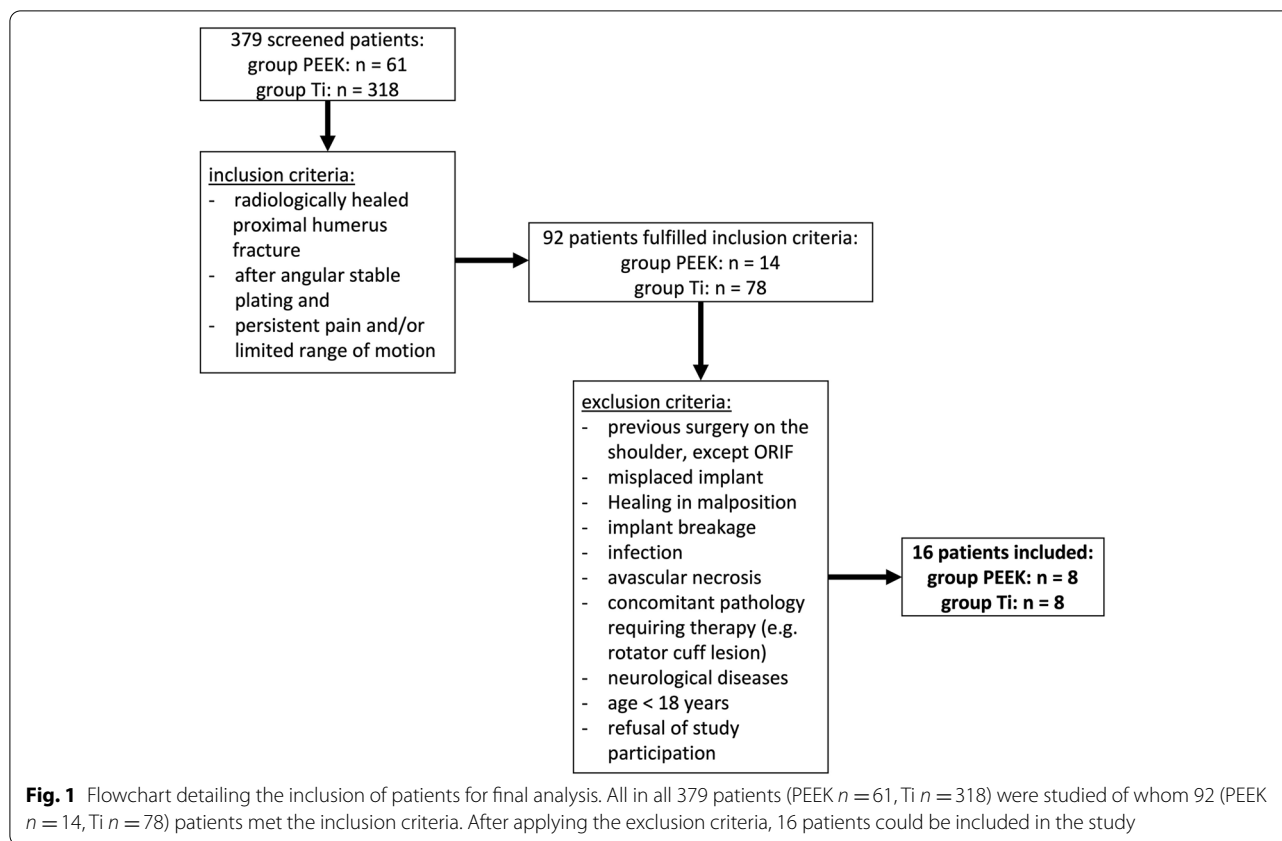 379 screened patients:
group PEEK: n = 61
group Ti: n = 318
inclusion criteria:
- radiologically healed
proximal humerus
fracture
- after angular stable
plating and
- persistent pain and/or
limited range of motion
92 patients fulfilled inclusion criteria:
group PEEK: n = 14
group Ti: n = 78
exclusion criteria:
- previous surgery on the
shoulder, except ORIF
- misplaced implant
- Healing in malposition
- implant breakage
- infection
- avascular necrosis
- concomitant pathology
requiring therapy (e.g.
rotator cuff lesion)
- neurological diseases
- age < 18 years
- refusal of study
participation
16 patients included:
group PEEK: n = 8
group Ti: n = 8
Fig. 1 Flowchart detailing the inclusion of patients for final analysis. All in all 379 patients (PEEK n = 61, Ti n = 318) were studied of whom 92 (PEEK
n = 14, Ti n = 78) patients met the inclusion criteria. After applying the exclusion criteria, 16 patients could be included in the study